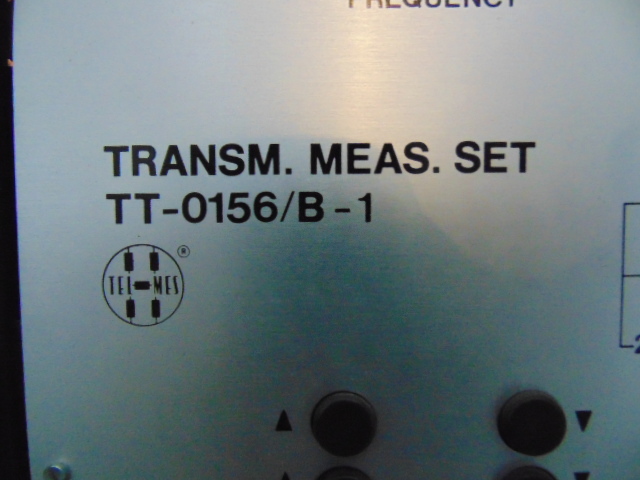 FREQUENCY
TRANSM. MEAS. SET
TT-0156/B-1
®
TEL-MES